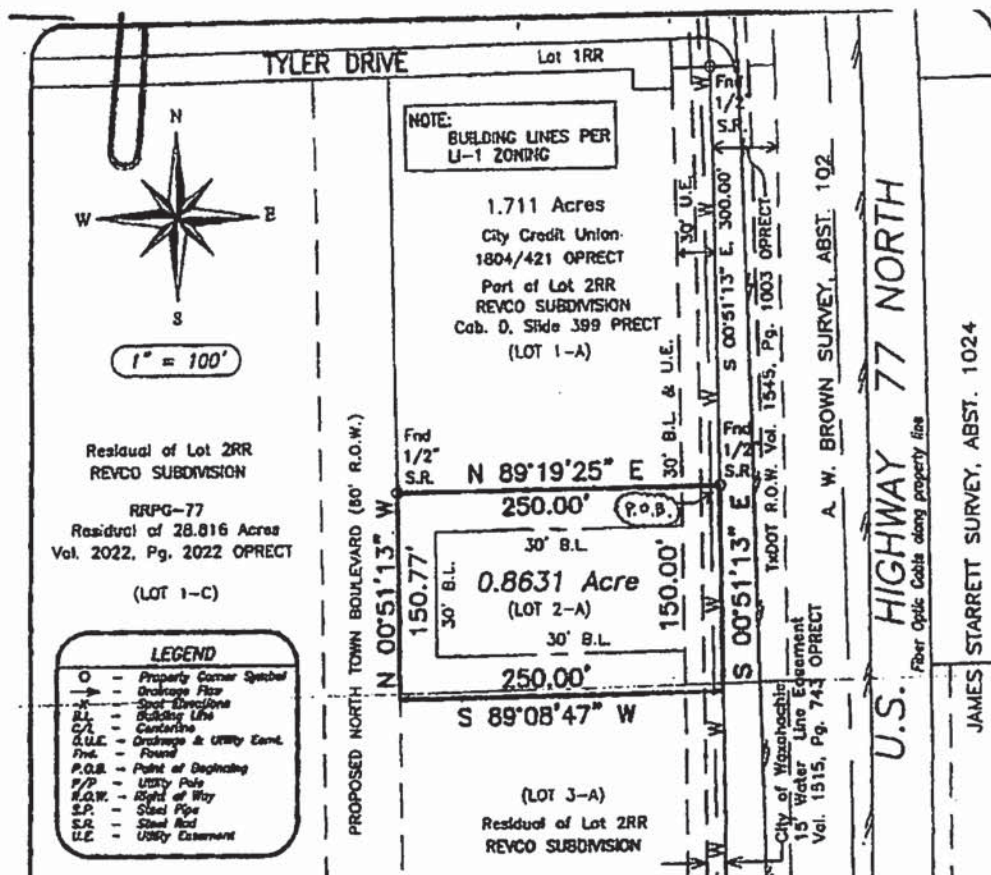 TYLER DRIVE
Lot 1RR
N
W
E
S
1" = 100'
NOTE:
BUILDING LINES PER
LI-1 ZONING
1.711 Acres
City Credit Union
1804/421 OPRECT
Part of Lot 2RR
REVCO SUBDIVISION
Cab. D, Slide 399 PRECT
(LOT 1-A)
Fnd
1/2
S.R.
30' U.E.
S 00°51'13" E, 300.00'
30' B.L. & U.E.
TxDOT R.O.W. Vol. 1545, Pg. 1003 OPRECT
A. W. BROWN SURVEY, ABST. 102
U.S. HIGHWAY 77 NORTH
Fiber Optic Cable along property line
JAMES STARRETT SURVEY, ABST. 1024
Residual of Lot 2RR
REVCO SUBDIVISION
RRPG-77
Residual of 28.816 Acres
Vol. 2022, Pg. 2022 OPRECT
(LOT 1-C)
PROPOSED NORTH TOWN BOULEVARD (80' R.O.W.)
Fnd
1/2"
S.R.
N 89°19'25" E
250.00'
P.O.B.
Fnd
1/2
S.R.
N 00°51'13" W
150.77'
30' B.L.
30' B.L.
0.8631 Acre
(LOT 2-A)
30' B.L.
150.00'
S 00°51'13" E
250.00'
S 89°08'47" W
W
W
W
W
W
W
City of Waxahachie
15' Water Line Easement
Vol. 1515, Pg. 743 OPRECT
(LOT 3-A)
Residual of Lot 2RR
REVCO SUBDIVISION
LEGEND
O - Property Corner Symbol
- Drainage Flow
X - Spot Elevations
B.L. - Building Line
C/L - Centerline
D.U.E. - Drainage & Utility Esmt.
Fnd. - Found
P.O.B. - Point of Beginning
P/P - Utility Pole
R.O.W. - Right of Way
S.P. - Steel Pipe
S.R. - Steel Rod
U.E. - Utility Easement